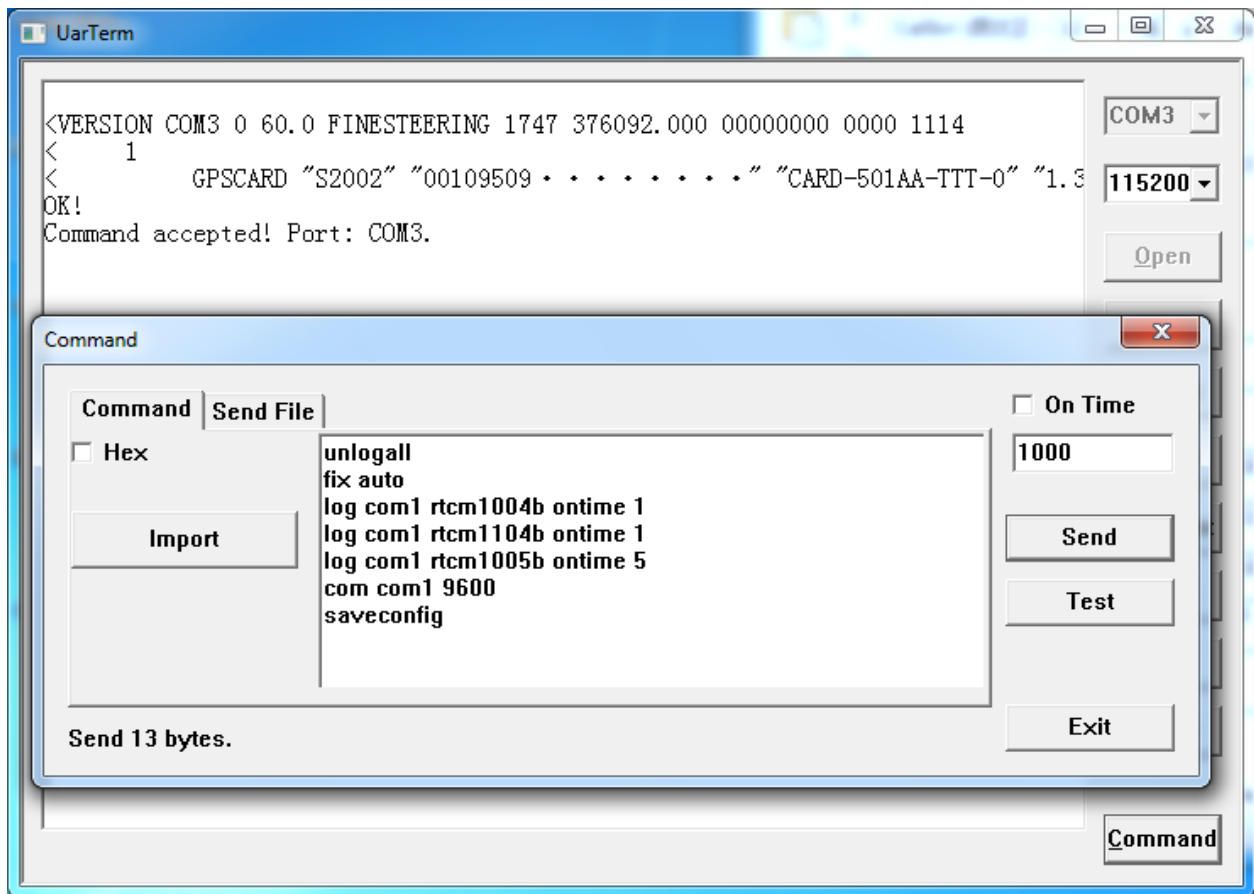 UarTerm
<VERSION COM3 0 60.0 FINESTEERING 1747 376092.000 00000000 0000 1114
< 1
< GPSCARD "S2002" "00109509・・・・・・・・" "CARD-501AA-TTT-0" "1.3
OK!
Command accepted! Port: COM3.
COM3
115200
Open
Command
Command
Send File
Hex
Import
unlogall
fix auto
log com1 rtcm1004b ontime 1
log com1 rtcm1104b ontime 1
log com1 rtcm1005b ontime 5
com com1 9600
saveconfig
On Time
1000
Send
Test
Exit
Send 13 bytes.
Command